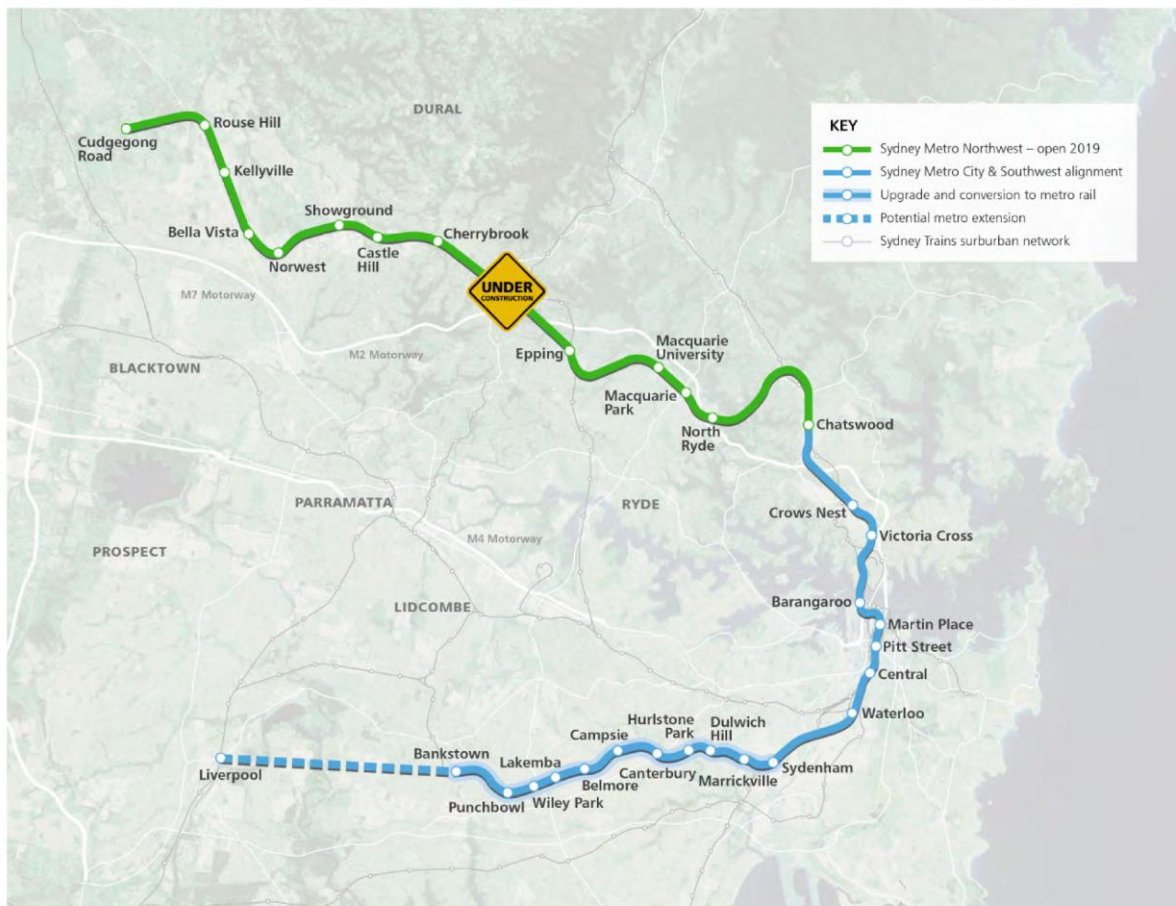 DURAL
KEY
Sydney Metro Northwest – open 2019
Sydney Metro City & Southwest alignment
Upgrade and conversion to metro rail
Potential metro extension
Sydney Trains surburban network
Cudgegong
Road
Rouse Hill
Kellyville
Showground
Bella Vista
Norwest
Castle
Hill
Cherrybrook
UNDER
CONSTRUCTION
M7 Motorway
M2 Motorway
BLACKTOWN
Epping
Macquarie
University
Macquarie
Park
North
Ryde
Chatswood
PARRAMATTA
RYDE
Crows Nest
Victoria Cross
M4 Motorway
PROSPECT
LIDCOMBE
Barangaroo
Martin Place
Pitt Street
Central
Waterloo
Liverpool
Bankstown
Punchbowl
Lakemba
Wiley Park
Campsie
Belmore
Hurlstone
Park
Canterbury
Dulwich
Hill
Marrickville
Sydenham